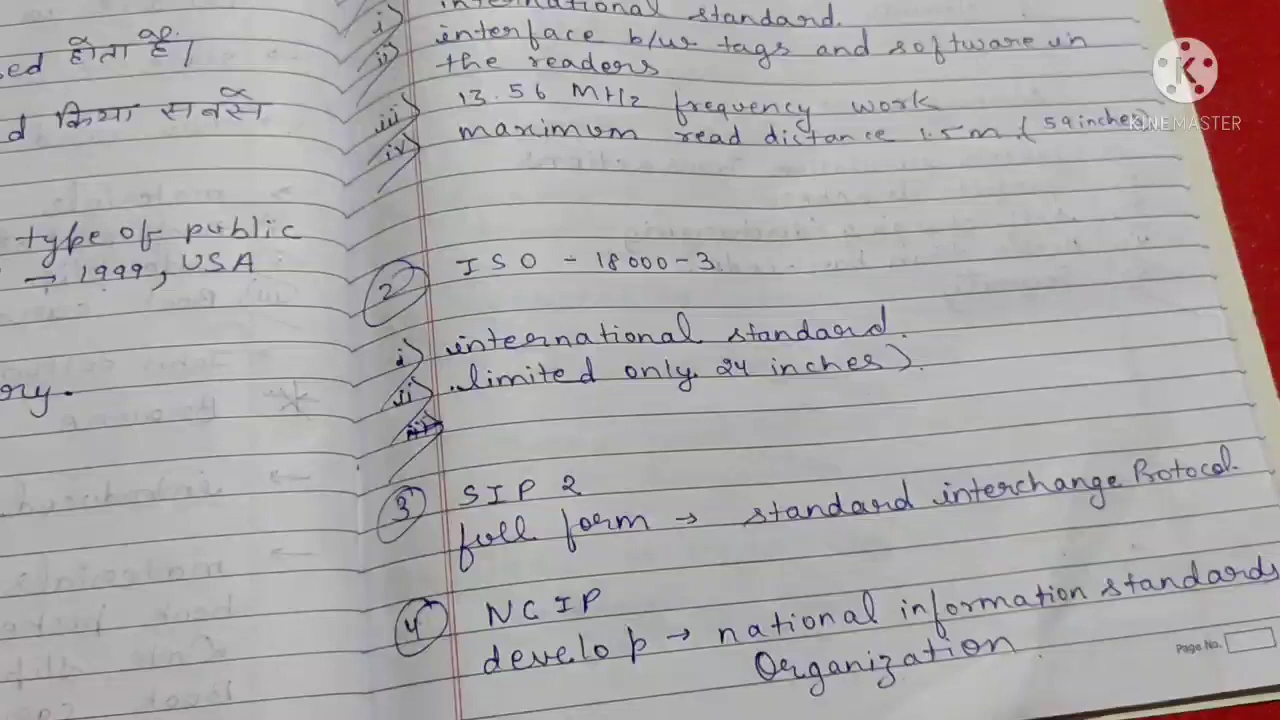 होता है।
किया सबसे
type of public
→ 1999, USA
i) international standard.
ii) interface b/w tags and software in
the readers
iii) 13.56 MHz frequency work
iv) maximum read distance 1.5m (59 inches)
2 ISO - 18000-3
i) international standard.
ii) limited only 24 inches).
3 SIP 2
full form → standard interchange Protocol.
4 NCIP
develop → national information standards
Organization
Page No.
K
KINEMASTER